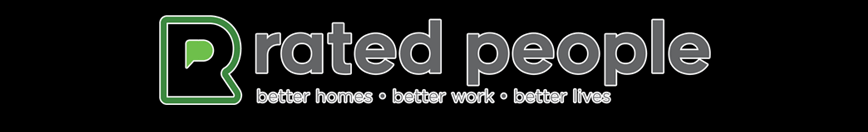 rated people
better homes • better work • better lives